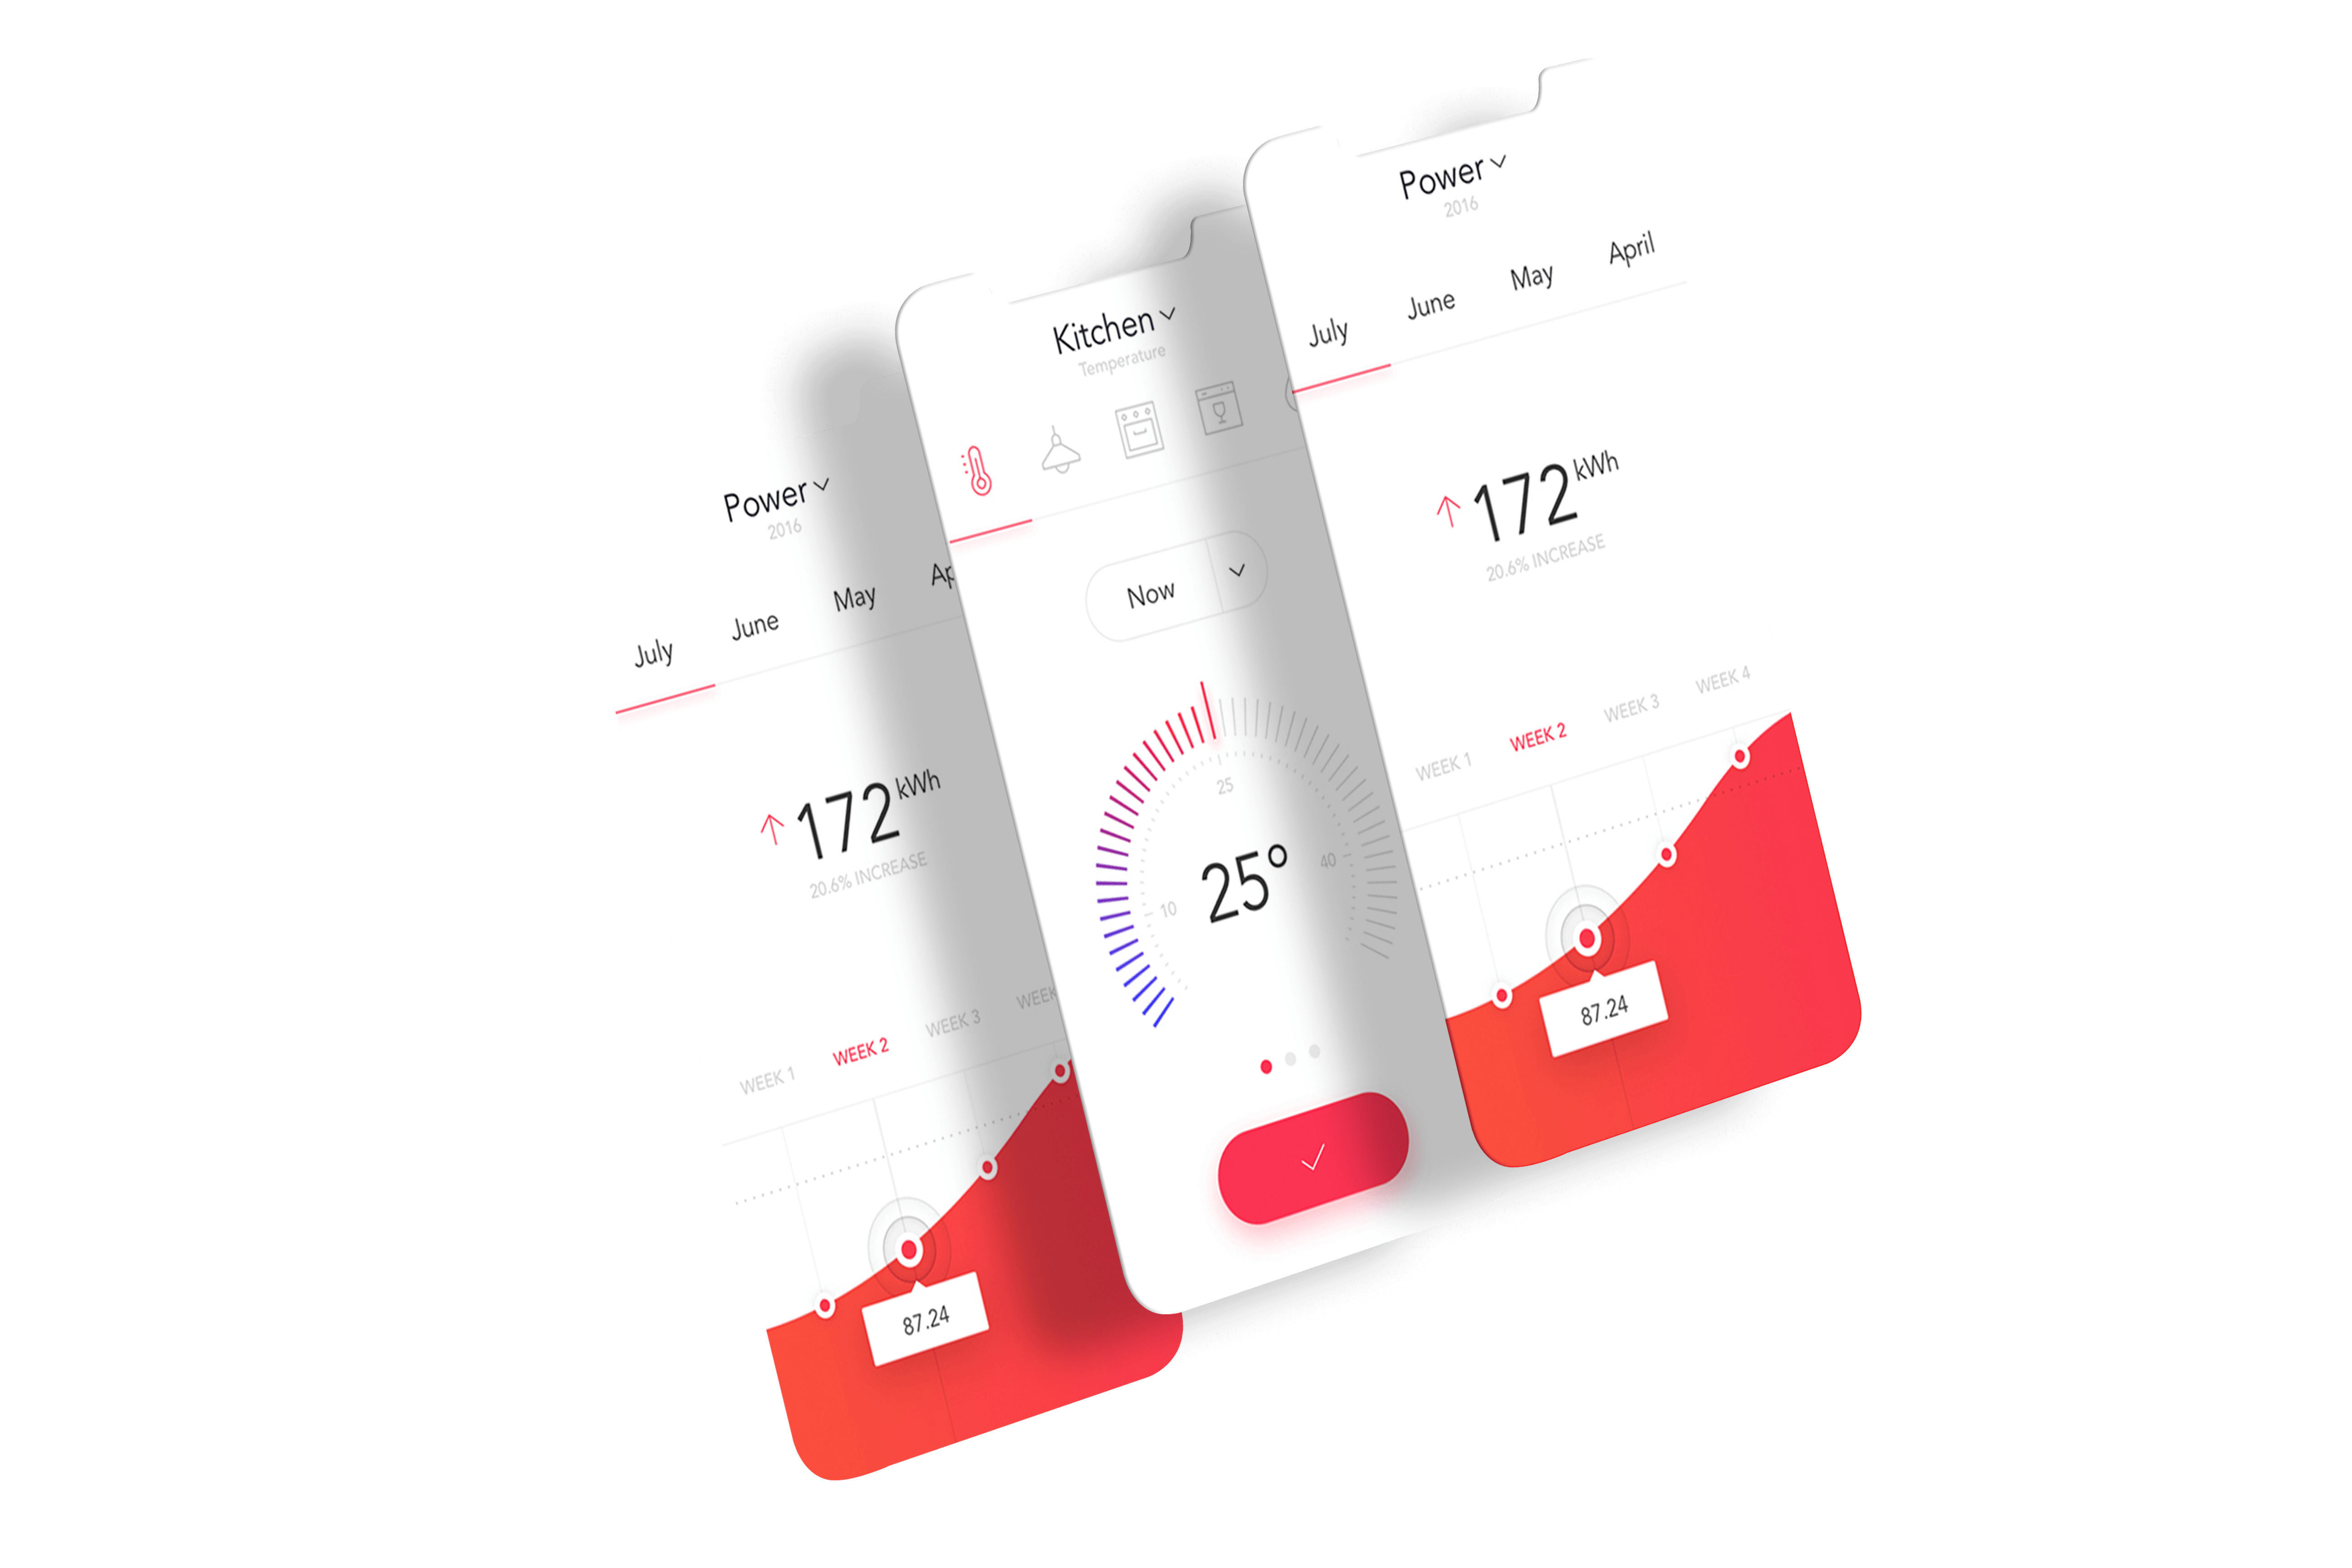 Power
2016
July June May Ap
172 kWh
20.6% INCREASE
WEEK 1 WEEK 2 WEEK 3 WEEK
87.24
Kitchen
Temperature
Now
25
10
40
25°
Power
2016
July June May April
172 kWh
20.6% INCREASE
WEEK 1 WEEK 2 WEEK 3 WEEK 4
87.24